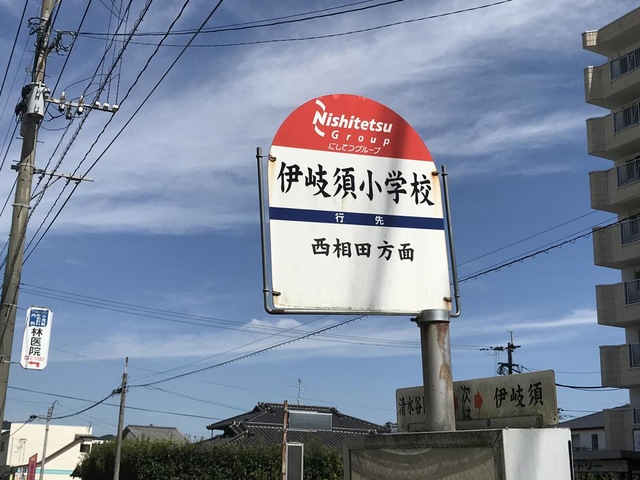 Nishitetsu
Group
にしてつグループ
伊岐須小学校
行先
西相田方面
清水谷
次は
➡ 伊岐須
林医院